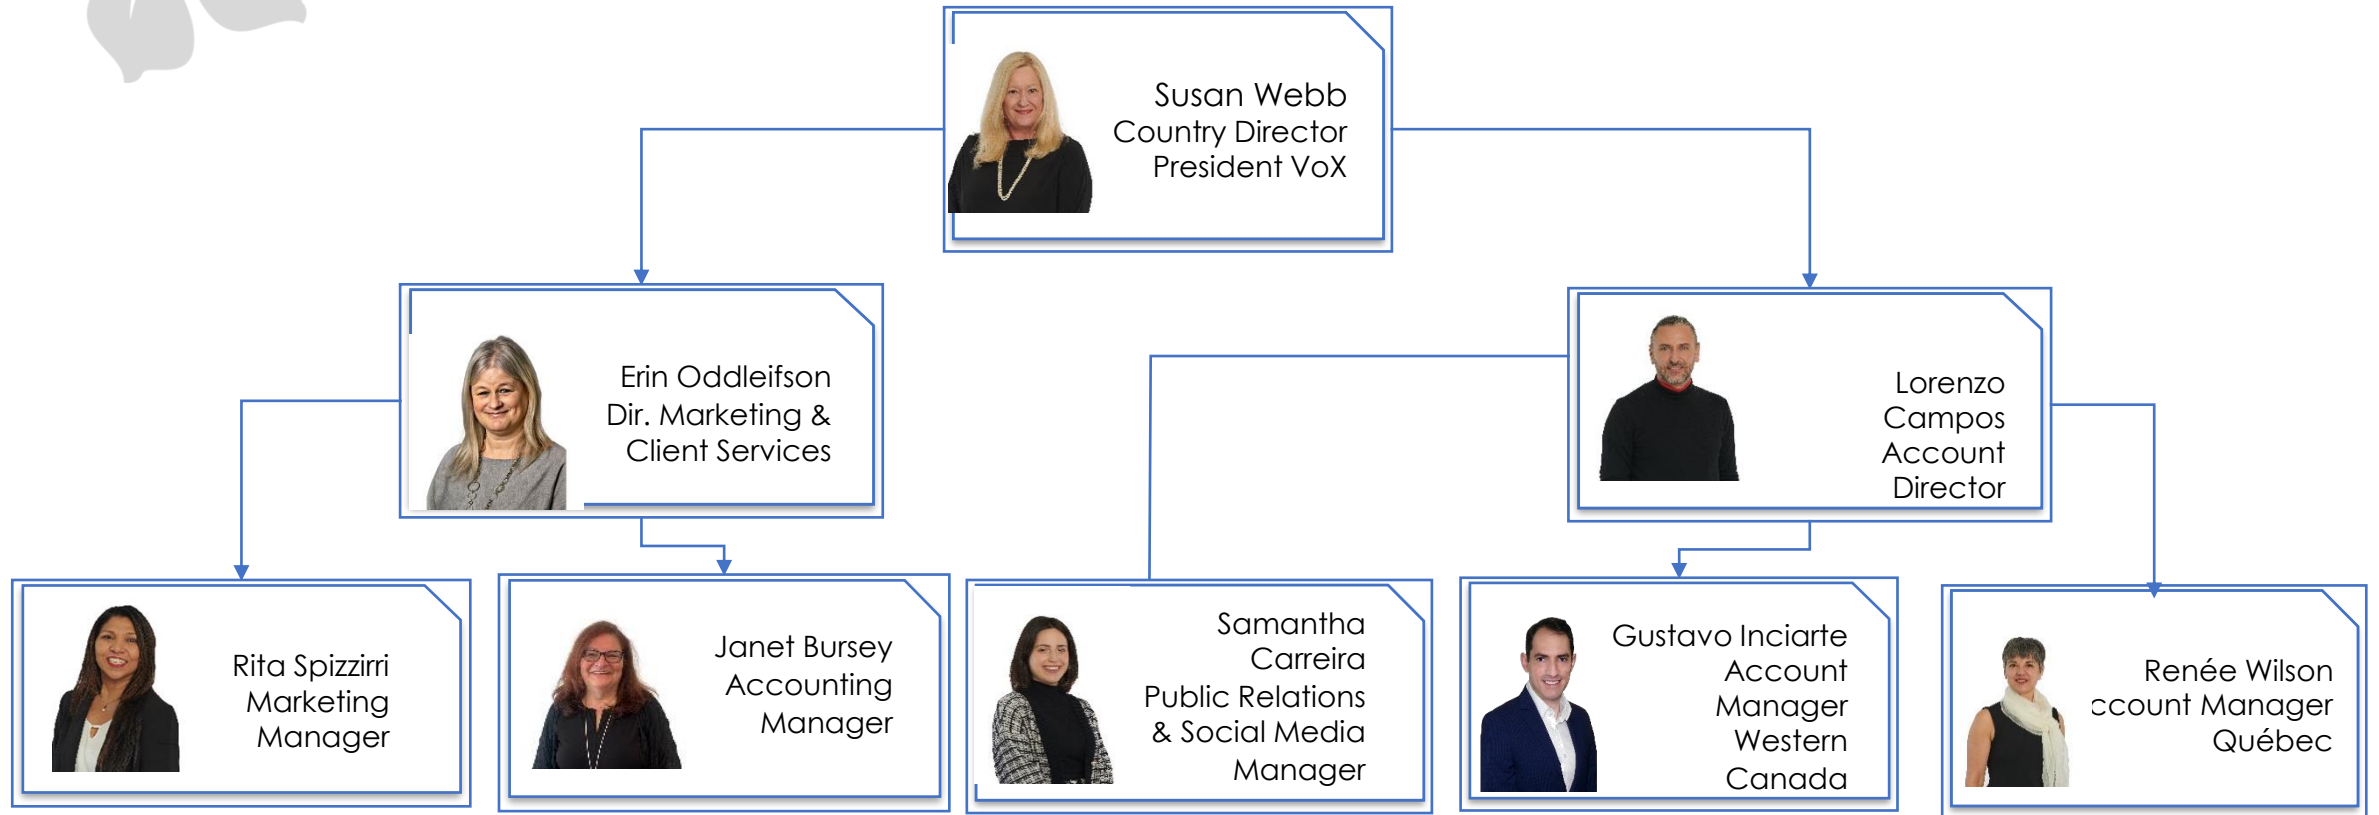 Susan Webb
Country Director
President VoX
Erin Oddleifson
Dir. Marketing &
Client Services
Lorenzo
Campos
Account
Director
Rita Spizzirri
Marketing
Manager
Janet Bursey
Accounting
Manager
Samantha
Carreira
Public Relations
& Social Media
Manager
Gustavo Inciarte
Account
Manager
Western
Canada
Renée Wilson
ccount Manager
Québec